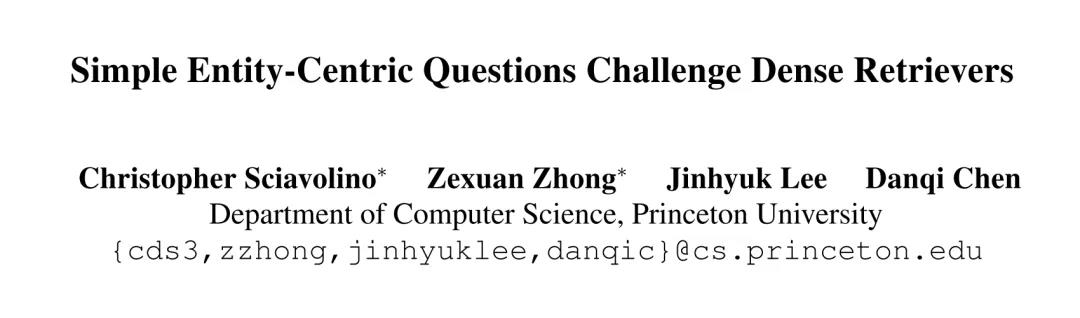 Simple Entity-Centric Questions Challenge Dense Retrievers
Christopher Sciavolino* Zexuan Zhong* Jinhyuk Lee Danqi Chen
Department of Computer Science, Princeton University
{cds3,zzhong,jinhyuklee,danqic}@cs.princeton.edu